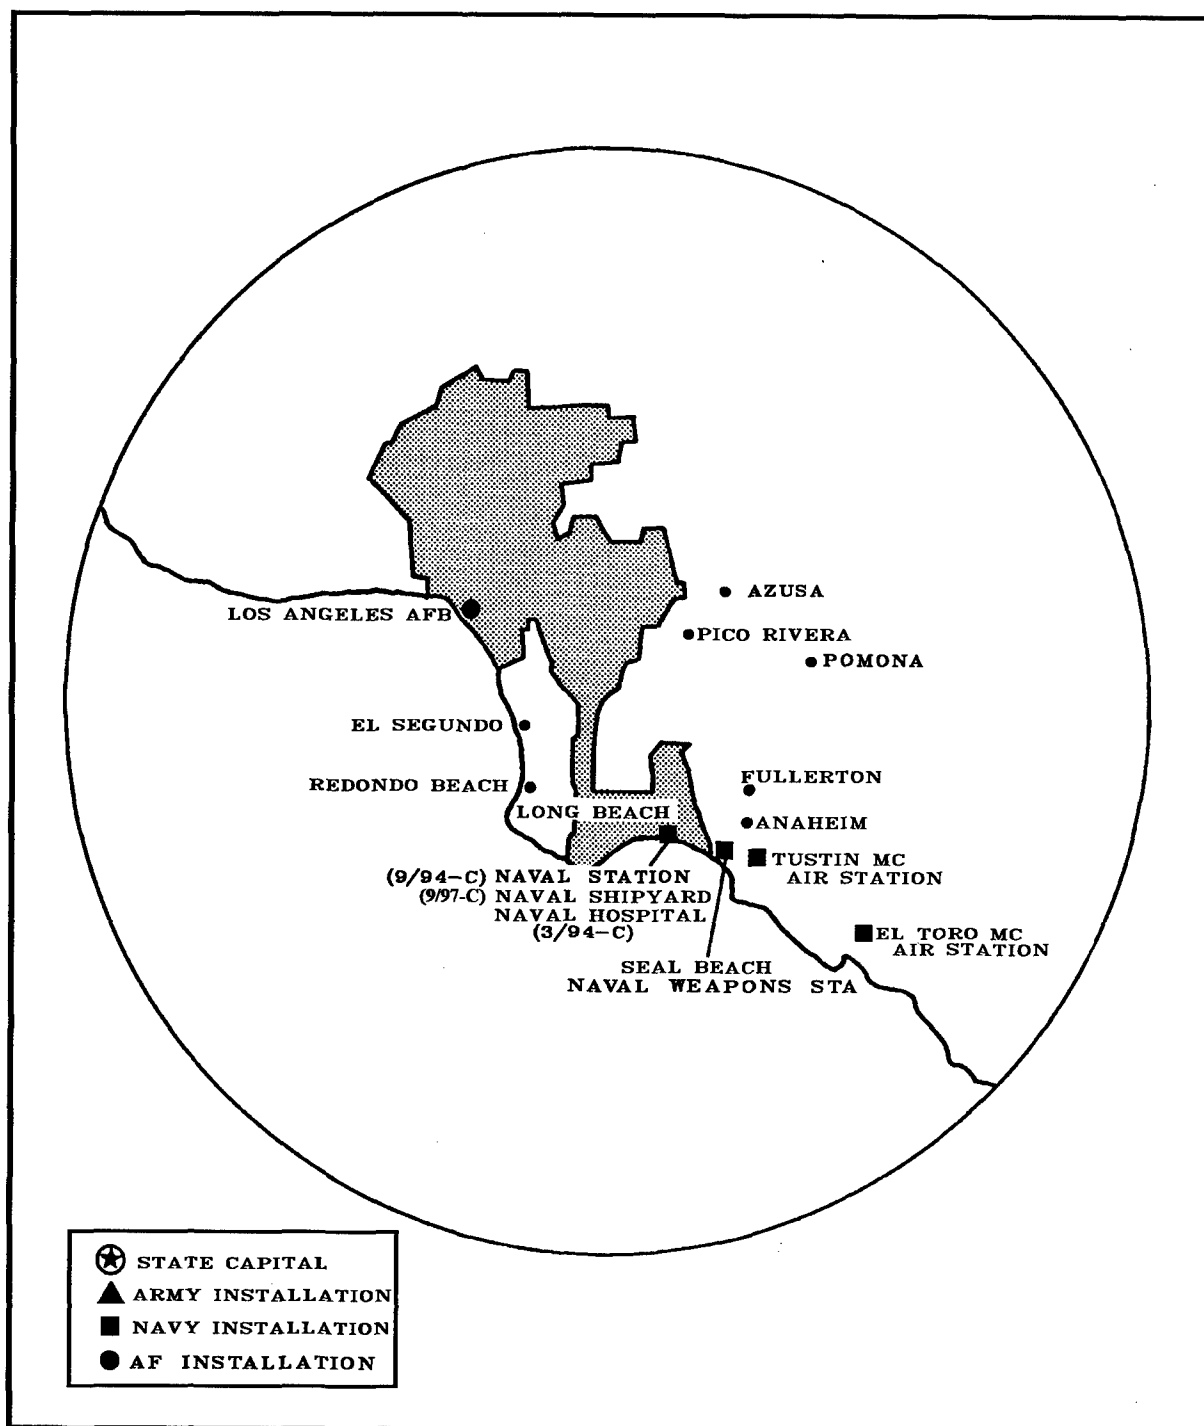 AZUSA
LOS ANGELES AFB
PICO RIVERA
POMONA
EL SEGUNDO
REDONDO BEACH
FULLERTON
LONG BEACH
ANAHEIM
TUSTIN MC
AIR STATION
(9/94-C) NAVAL STATION
(9/97-C) NAVAL SHIPYARD
NAVAL HOSPITAL
(3/94-C)
EL TORO MC
AIR STATION
SEAL BEACH
NAVAL WEAPONS STA
STATE CAPITAL
ARMY INSTALLATION
NAVY INSTALLATION
AF INSTALLATION